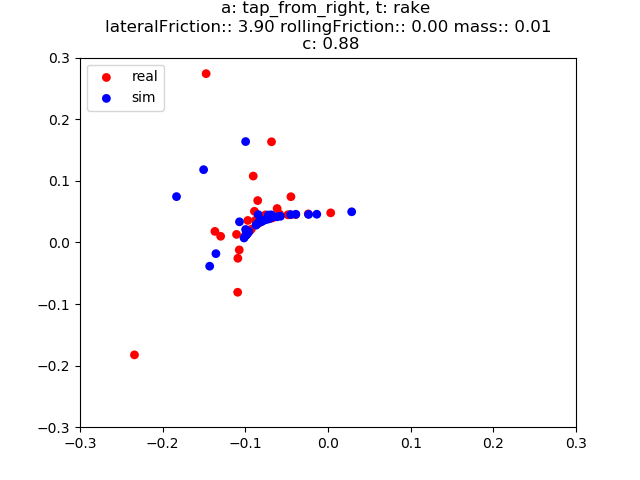 a: tap_from_right, t: rake
lateralFriction:: 3.90 rollingFriction:: 0.00 mass:: 0.01
c: 0.88
real
sim
0.3
0.2
0.1
0.0
−0.1
−0.2
−0.3
−0.3 −0.2 −0.1 0.0 0.1 0.2 0.3